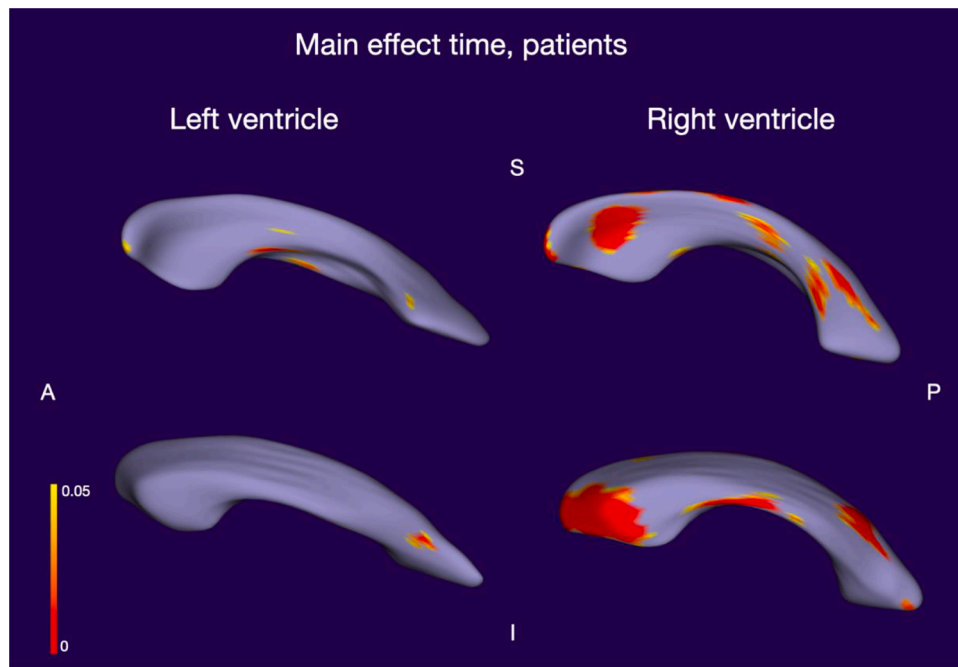 Main effect time, patients
Left ventricle
Right ventricle
S
A
P
0.05
0
I